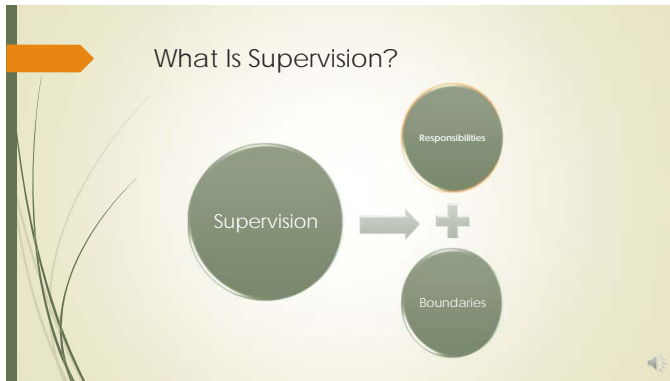 What Is Supervision?
Responsibilities
Supervision
Boundaries